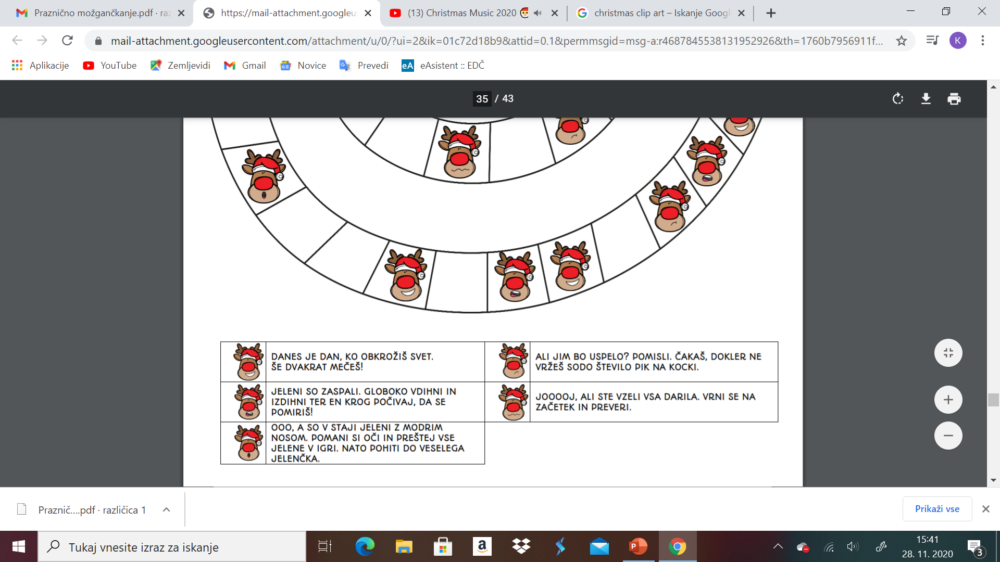 Praznično možgančkanje.pdf · raz
https://mail-attachment.googleu
(13) Christmas Music 2020
christmas clip art – Iskanje Googl
mail-attachment.googleusercontent.com/attachment/u/0/?ui=2&ik=01c72d18b9&attid=0.1&permmsgid=msg-a:r4687845538131952926&th=1760b7956911f...
K
Aplikacije YouTube Zemljevidi Gmail Novice Prevedi eA eAsistent :: EDČ
35 / 43
DANES JE DAN, KO OBKROŽIŠ SVET.
ŠE DVAKRAT MEČEŠ!
ALI JIM BO USPELO? POMISLI. ČAKAŠ, DOKLER NE
VRŽEŠ SODO ŠTEVILO PIK NA KOCKI.
JELENI SO ZASPALI. GLOBOKO VDIHNI IN
IZDIHNI TER EN KROG POČIVAJ, DA SE
POMIRIŠ!
JOOOOJ, ALI STE VZELI VSA DARILA. VRNI SE NA
ZAČETEK IN PREVERI.
OOO, A SO V STAJI JELENI Z MODRIM
NOSOM. POMANI SI OČI IN PREŠTEJ VSE
JELENE V IGRI. NATO POHITI DO VESELEGA
JELENČKA.
Praznič....pdf · različica 1
Prikaži vse
Tukaj vnesite izraz za iskanje
15:41
28. 11. 2020
3